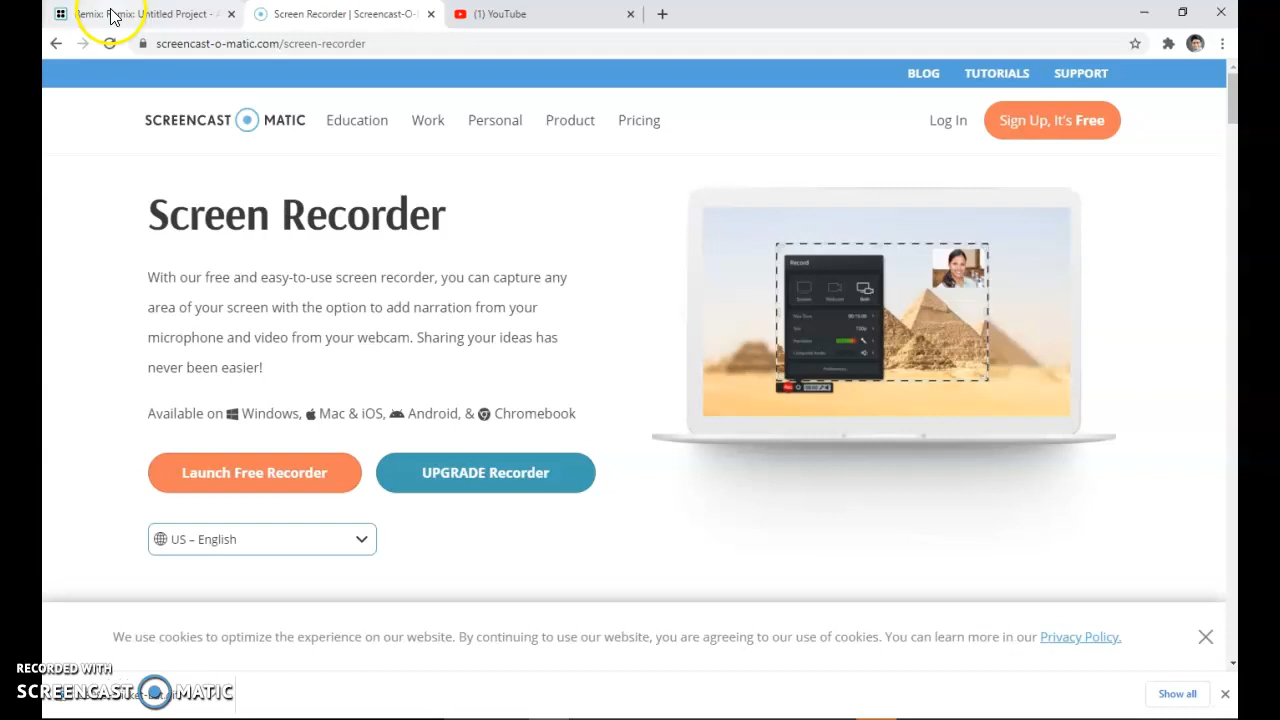 Remix: Remix: Untitled Project - A
Screen Recorder | Screencast-O-
(1) YouTube
screencast-o-matic.com/screen-recorder
BLOG TUTORIALS SUPPORT
SCREENCAST MATIC Education Work Personal Product Pricing Log In Sign Up, It's Free
Screen Recorder
With our free and easy-to-use screen recorder, you can capture any
area of your screen with the option to add narration from your
microphone and video from your webcam. Sharing your ideas has
never been easier!
Available on Windows, Mac & iOS, Android, & Chromebook
Launch Free Recorder UPGRADE Recorder
US – English
Record
Screen Webcam Both
We use cookies to optimize the experience on our website. By continuing to use our website, you are agreeing to our use of cookies. You can learn more in our Privacy Policy.
RECORDED WITH
SCREENCAST MATIC
Show all